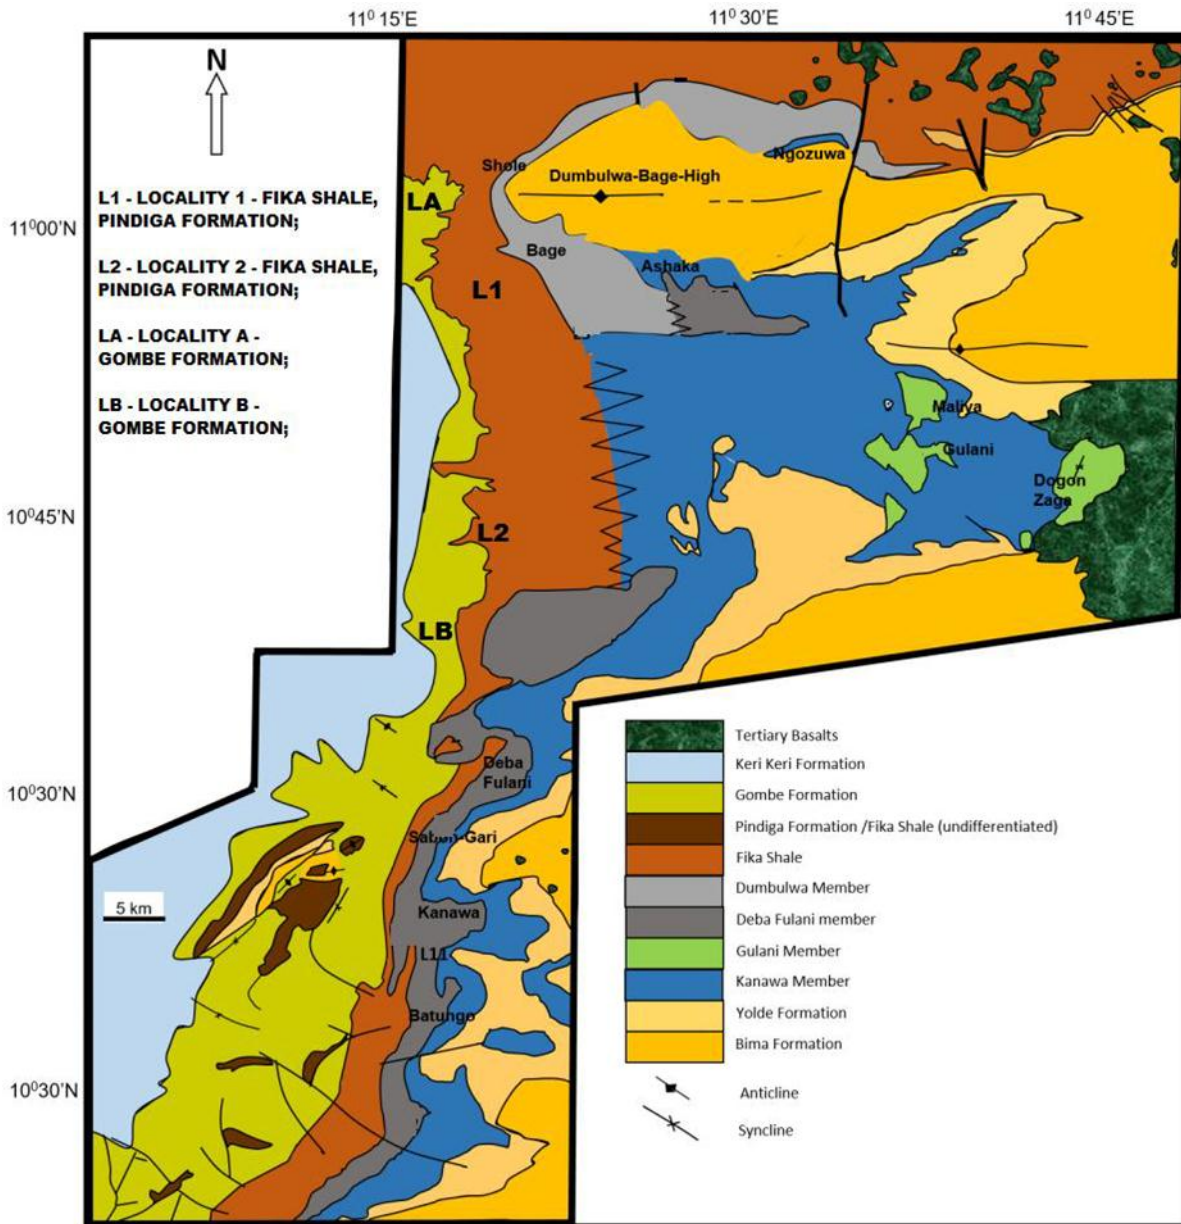 11⁰ 15'E
11⁰ 30'E
11⁰ 45'E
N
L1 - LOCALITY 1 - FIKA SHALE,
PINDIGA FORMATION;
L2 - LOCALITY 2 - FIKA SHALE,
PINDIGA FORMATION;
LA - LOCALITY A -
GOMBE FORMATION;
LB - LOCALITY B -
GOMBE FORMATION;
11⁰00'N
10⁰45'N
10⁰30'N
10⁰30'N
Shole
Ngozuwa
Dumbulwa-Bage-High
LA
Bage
Ashaka
L1
Maliya
Gulani
Dogon
Zaga
L2
LB
Deba
Fulani
Sabon-Gari
Kanawa
L11
Batungo
5 km
Tertiary Basalts
Keri Keri Formation
Gombe Formation
Pindiga Formation /Fika Shale (undifferentiated)
Fika Shale
Dumbulwa Member
Deba Fulani member
Gulani Member
Kanawa Member
Yolde Formation
Bima Formation
Anticline
Syncline